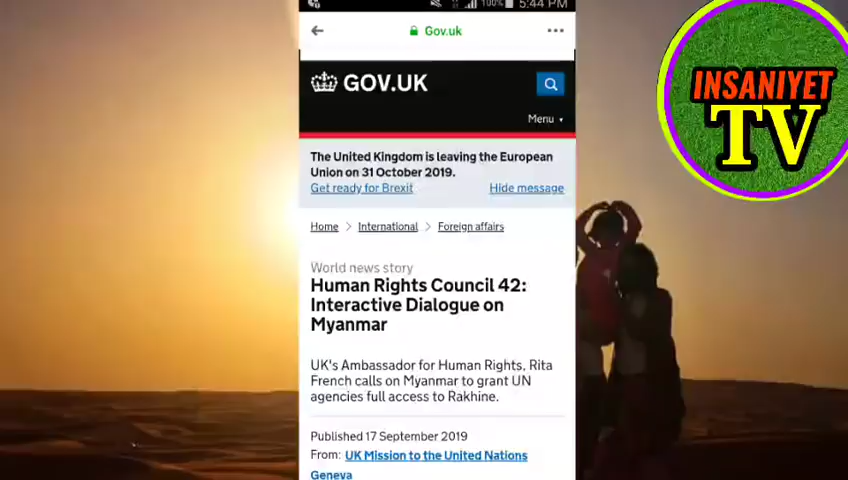 100%
5:44 PM
Gov.uk
INSANIYET
TV
GOV.UK
Menu
The United Kingdom is leaving the European
Union on 31 October 2019.
Get ready for Brexit
Hide message
Home > International > Foreign affairs
World news story
Human Rights Council 42:
Interactive Dialogue on
Myanmar
UK's Ambassador for Human Rights, Rita
French calls on Myanmar to grant UN
agencies full access to Rakhine.
Published 17 September 2019
From: UK Mission to the United Nations
Geneva